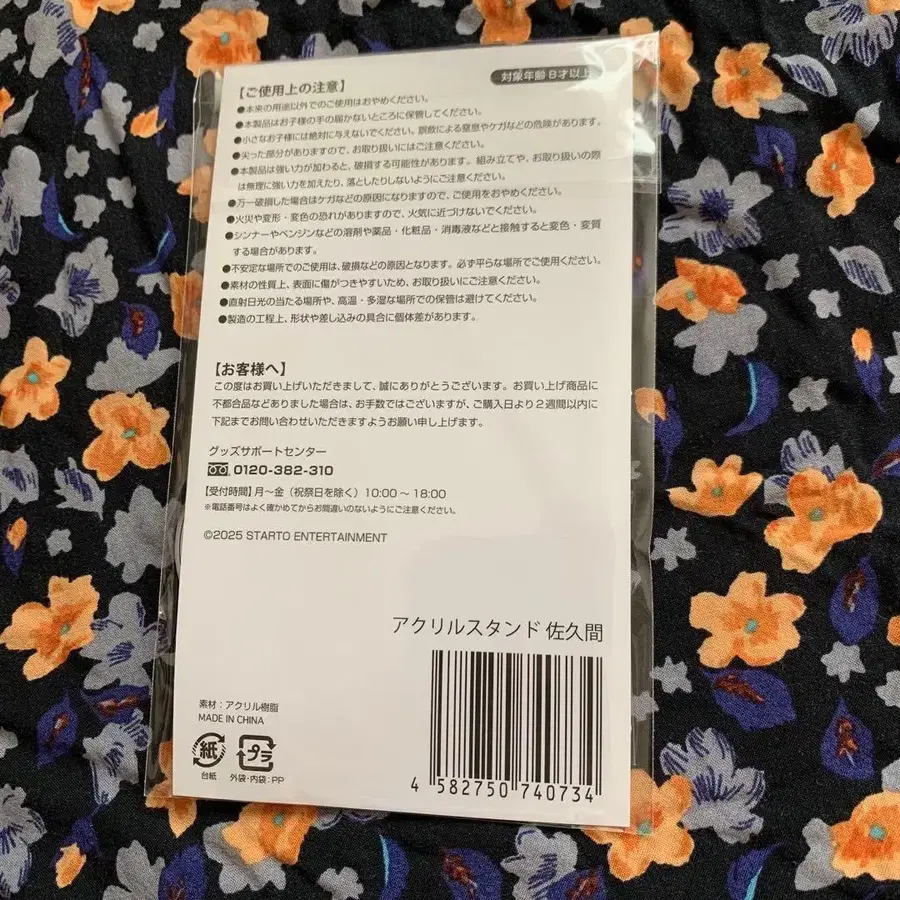 【ご使用上の注意】
対象年齢 8才以上
●本来の用途以外でのご使用はおやめください。
●本製品はお子様の手の届かないところに保管してください。
●小さなお子様には絶対に与えないでください。誤飲による窒息やケガなどの危険があります。
●尖った部分がありますので、お取り扱いにはご注意ください。
●本製品は強い力が加わると、破損する可能性があります。組み立てや、お取り扱いの際
は無理に強い力を加えたり、落としたりしないようにご注意ください。
●万一破損した場合はケガなどの原因になりますので、ご使用をおやめください。
●火災や変形・変色の恐れがありますので、火気に近づけないでください。
●シンナーやベンジンなどの溶剤や薬品・化粧品・消毒液などと接触すると変色・変質
する場合があります。
●不安定な場所でのご使用は、破損などの原因となります。必ず平らな場所でご使用ください。
●素材の性質上、表面に傷がつきやすいため、お取り扱いにご注意ください。
●直射日光の当たる場所や、高温・多湿な場所での保管は避けてください。
●製造の工程上、形状や差し込みの具合に個体差があります。
【お客様へ】
この度はお買い上げいただきまして、誠にありがとうございます。お買い上げ商品に
不都合品などありました場合は、お手数ではございますが、ご購入日より2週間以内に
下記までお問い合わせいただきますようお願い申し上げます。
グッズサポートセンター
0120-382-310
【受付時間】月～金（祝祭日を除く）10:00～18:00
※電話番号はよく確かめてからお間違いのないようにご注意ください。
©2025 STARTO ENTERTAINMENT
アクリルスタンド 佐久間
素材：アクリル樹脂
MADE IN CHINA
紙
プラ
台紙
外袋・内袋：PP
4 582750 740734